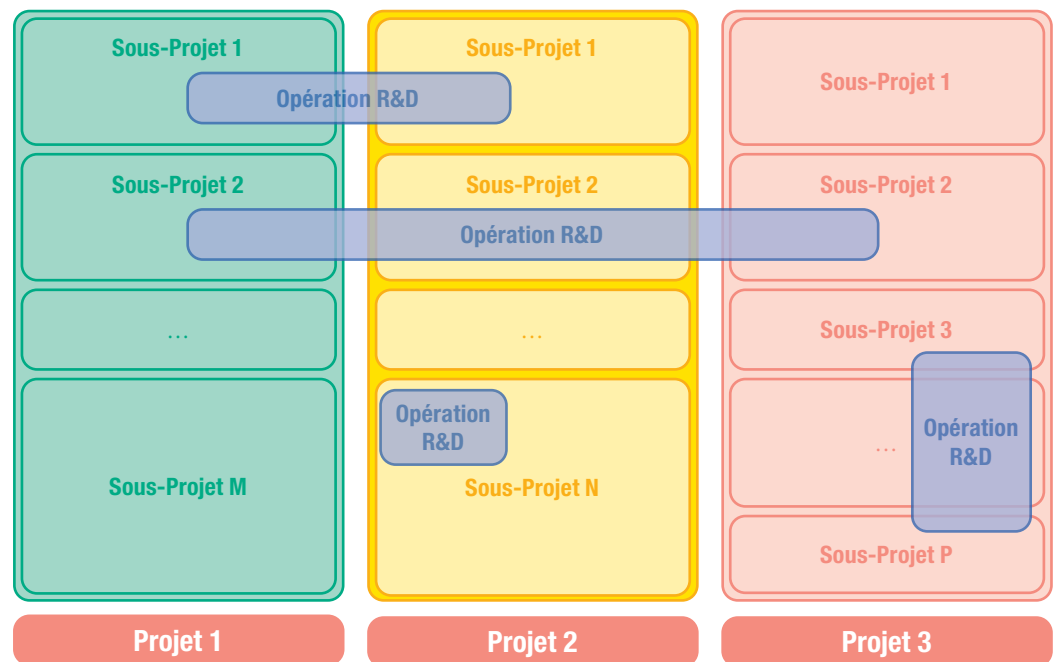 Sous-Projet 1
Sous-Projet 1
Sous-Projet 1
Opération R&D
Sous-Projet 2
Sous-Projet 2
Sous-Projet 2
Opération R&D
...
...
Sous-Projet 3
Opération
R&D
Opération
R&D
...
Sous-Projet M
Sous-Projet N
Sous-Projet P
Projet 1
Projet 2
Projet 3